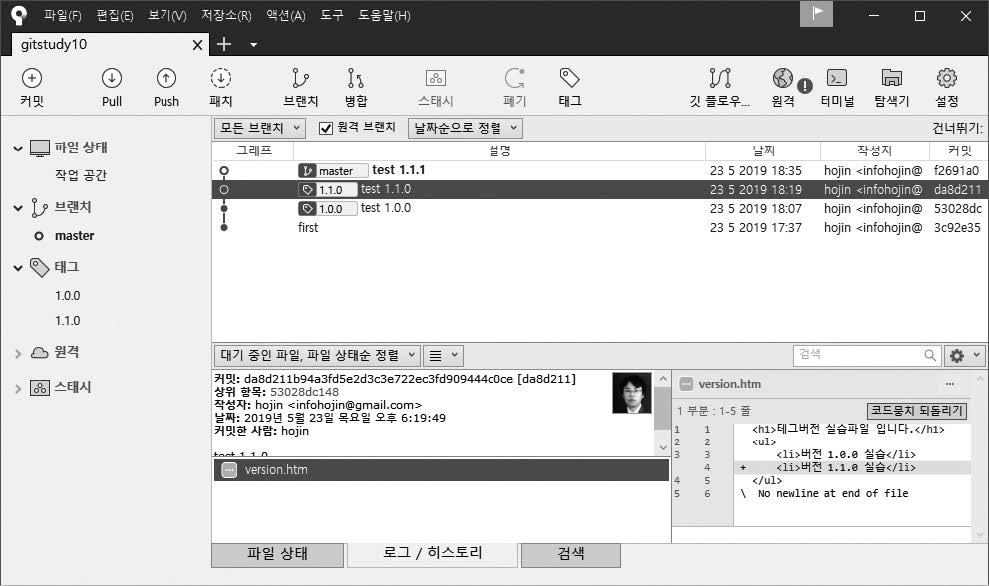 파일(F) 편집(E) 보기(V) 저장소(R) 액션(A) 도구 도움말(H)
gitstudy10
커밋 Pull Push 패치 브랜치 병합 스태시 폐기 태그 깃 플로우... 원격 터미널 탐색기 설정
모든 브랜치 원격 브랜치 날짜순으로 정렬 건너뛰기:
파일 상태
작업 공간
브랜치
master
태그
1.0.0
1.1.0
원격
스태시
그래프 설명 날짜 작성자 커밋
master test 1.1.1 23 5 2019 18:35 hojin <infohojin@ f2691a0
1.1.0 test 1.1.0 23 5 2019 18:19 hojin <infohojin@ da8d211
1.0.0 test 1.0.0 23 5 2019 18:07 hojin <infohojin@ 53028dc
first 23 5 2019 17:37 hojin <infohojin@ 3c92e35
대기 중인 파일, 파일 상태순 정렬 검색
커밋: da8d211b94a3fd5e2d3c3e722ec3fd909444c0ce [da8d211]
상위 항목: 53028dc148
작성자: hojin <infohojin@gmail.com>
날짜: 2019년 5월 23일 목요일 오후 6:19:49
커밋한 사람: hojin
test 1.1.0
version.htm
version.htm
1 부분 : 1-5 줄 코드뭉치 되돌리기
1 1 <h1>테그버전 실습파일 입니다.</h1>
2 2 <ul>
3 3 <li>버전 1.0.0 실습</li>
4 + <li>버전 1.1.0 실습</li>
4 5 </ul>
5 6 \ No newline at end of file
파일 상태 로그 / 히스토리 검색